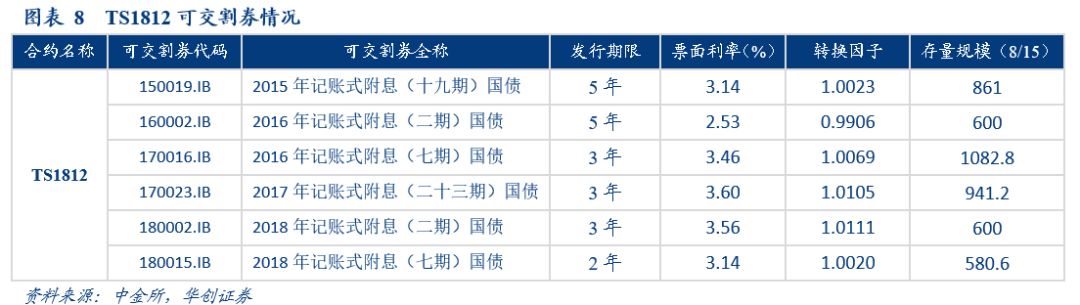 图表 8 TS1812 可交割券情况
合约名称 可交割券代码 可交割券全称 发行期限 票面利率(%) 转换因子 存量规模（8/15）
150019.IB 2015 年记账式附息（十九期）国债 5 年 3.14 1.0023 861
160002.IB 2016 年记账式附息（二期）国债 5 年 2.53 0.9906 600
170016.IB 2016 年记账式附息（七期）国债 3 年 3.46 1.0069 1082.8
TS1812 170023.IB 2017 年记账式附息（二十三期）国债 3 年 3.60 1.0105 941.2
180002.IB 2018 年记账式附息（二期）国债 3 年 3.56 1.0111 600
180015.IB 2018 年记账式附息（七期）国债 2 年 3.14 1.0020 580.6
资料来源：中金所，华创证券